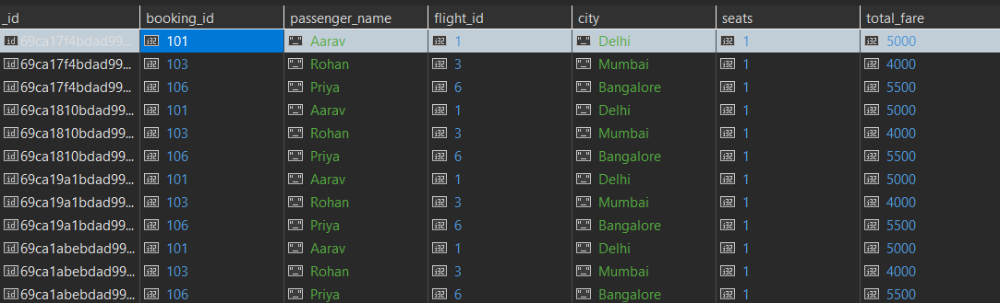 _id booking_id passenger_name flight_id city seats total_fare
69ca17f4bdad99... 101 Aarav 1 Delhi 1 5000
69ca17f4bdad99... 103 Rohan 3 Mumbai 1 4000
69ca17f4bdad99... 106 Priya 6 Bangalore 1 5500
69ca1810bdad99... 101 Aarav 1 Delhi 1 5000
69ca1810bdad99... 103 Rohan 3 Mumbai 1 4000
69ca1810bdad99... 106 Priya 6 Bangalore 1 5500
69ca19a1bdad99... 101 Aarav 1 Delhi 1 5000
69ca19a1bdad99... 103 Rohan 3 Mumbai 1 4000
69ca19a1bdad99... 106 Priya 6 Bangalore 1 5500
69ca1abebdad99... 101 Aarav 1 Delhi 1 5000
69ca1abebdad99... 103 Rohan 3 Mumbai 1 4000
69ca1abebdad99... 106 Priya 6 Bangalore 1 5500